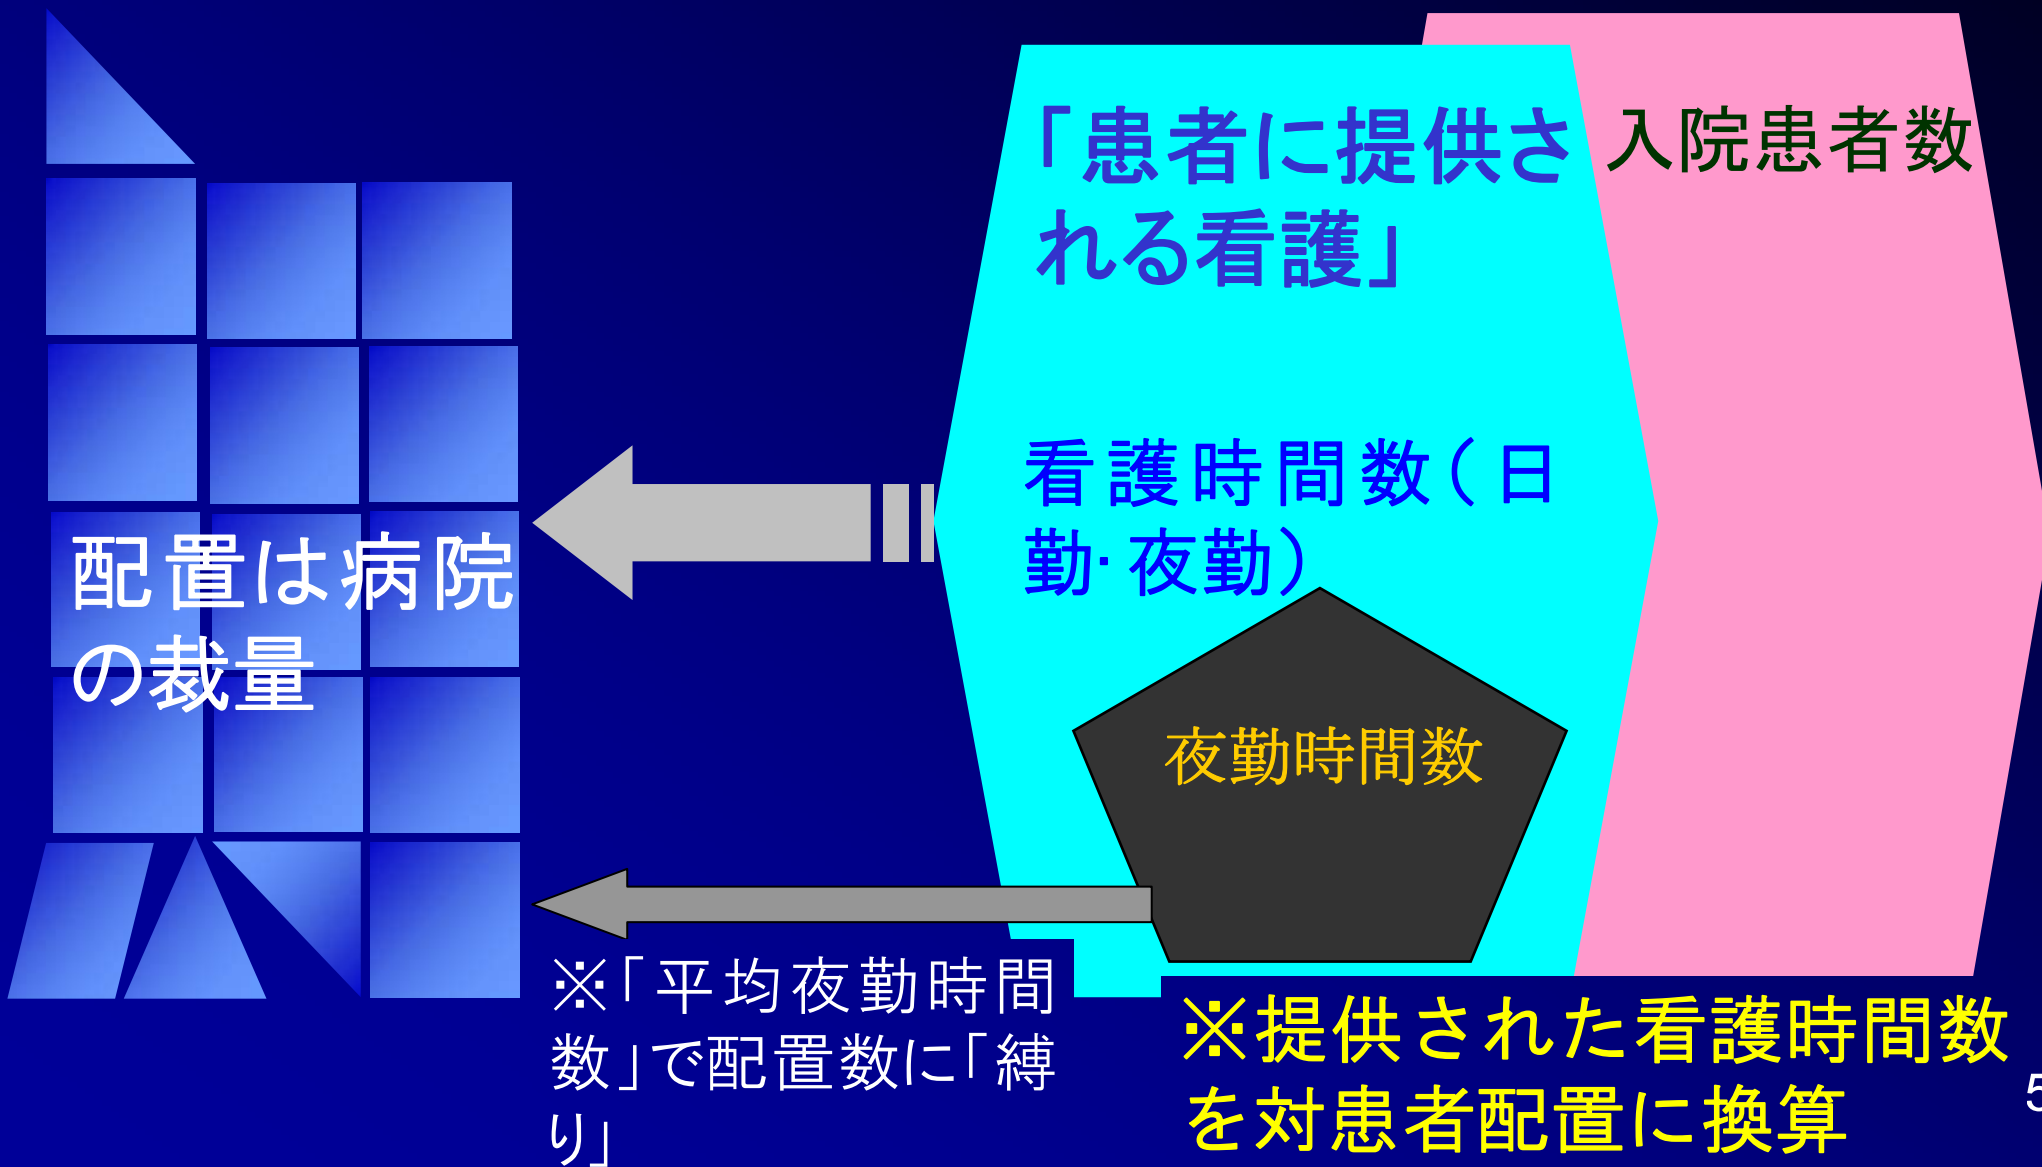 「患者に提供さ
れる看護」
入院患者数
看護時間数(日
勤・夜勤)
配置は病院
の裁量
夜勤時間数
※「平均夜勤時間
数」で配置数に「縛
り」
※提供された看護時間数
を対患者配置に換算
5